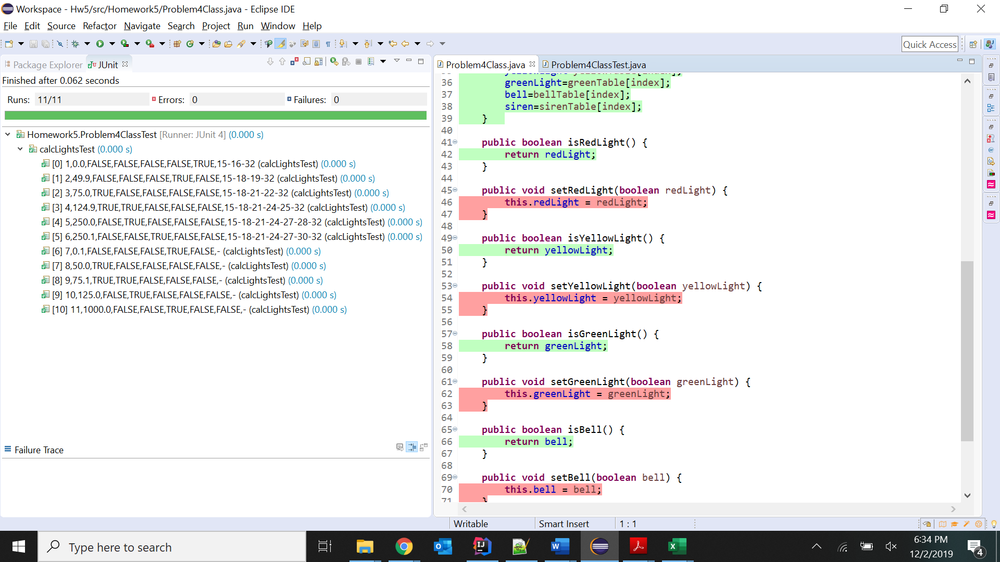 Workspace - Hw5/src/Homework5/Problem4Class.java - Eclipse IDE
File Edit Source Refactor Navigate Search Project Run Window Help
Quick Access
Package Explorer JUnit
Finished after 0.062 seconds
Runs: 11/11 Errors: 0 Failures: 0
Homework5.Problem4ClassTest [Runner: JUnit 4] (0.000 s)
calcLightsTest (0.000 s)
[0] 1,0.0,FALSE,FALSE,FALSE,FALSE,TRUE,15-16-32 (calcLightsTest) (0.000 s)
[1] 2,49.9,FALSE,FALSE,FALSE,TRUE,FALSE,15-18-19-32 (calcLightsTest) (0.000 s)
[2] 3,75.0,TRUE,FALSE,FALSE,FALSE,FALSE,15-18-21-22-32 (calcLightsTest) (0.000 s)
[3] 4,124.9,TRUE,TRUE,FALSE,FALSE,FALSE,15-18-21-24-25-32 (calcLightsTest) (0.000 s)
[4] 5,250.0,FALSE,TRUE,FALSE,FALSE,FALSE,15-18-21-24-27-28-32 (calcLightsTest) (0.000 s)
[5] 6,250.1,FALSE,FALSE,TRUE,FALSE,FALSE,15-18-21-24-27-30-32 (calcLightsTest) (0.000 s)
[6] 7,0.1,FALSE,FALSE,FALSE,TRUE,FALSE,- (calcLightsTest) (0.000 s)
[7] 8,50.0,TRUE,FALSE,FALSE,FALSE,FALSE,- (calcLightsTest) (0.000 s)
[8] 9,75.1,TRUE,TRUE,FALSE,FALSE,FALSE,- (calcLightsTest) (0.000 s)
[9] 10,125.0,FALSE,TRUE,FALSE,FALSE,FALSE,- (calcLightsTest) (0.000 s)
[10] 11,1000.0,FALSE,FALSE,TRUE,FALSE,FALSE,- (calcLightsTest) (0.000 s)
Failure Trace
Problem4Class.java Problem4ClassTest.java
36 greenLight=greenTable[index];
37 bell=bellTable[index];
38 siren=sirenTable[index];
39 }
40
41 public boolean isRedLight() {
42 return redLight;
43 }
44
45 public void setRedLight(boolean redLight) {
46 this.redLight = redLight;
47 }
48
49 public boolean isYellowLight() {
50 return yellowLight;
51 }
52
53 public void setYellowLight(boolean yellowLight) {
54 this.yellowLight = yellowLight;
55 }
56
57 public boolean isGreenLight() {
58 return greenLight;
59 }
60
61 public void setGreenLight(boolean greenLight) {
62 this.greenLight = greenLight;
63 }
64
65 public boolean isBell() {
66 return bell;
67 }
68
69 public void setBell(boolean bell) {
70 this.bell = bell;
71 }
Writable Smart Insert 1 : 1
Type here to search
6:34 PM
12/2/2019
4